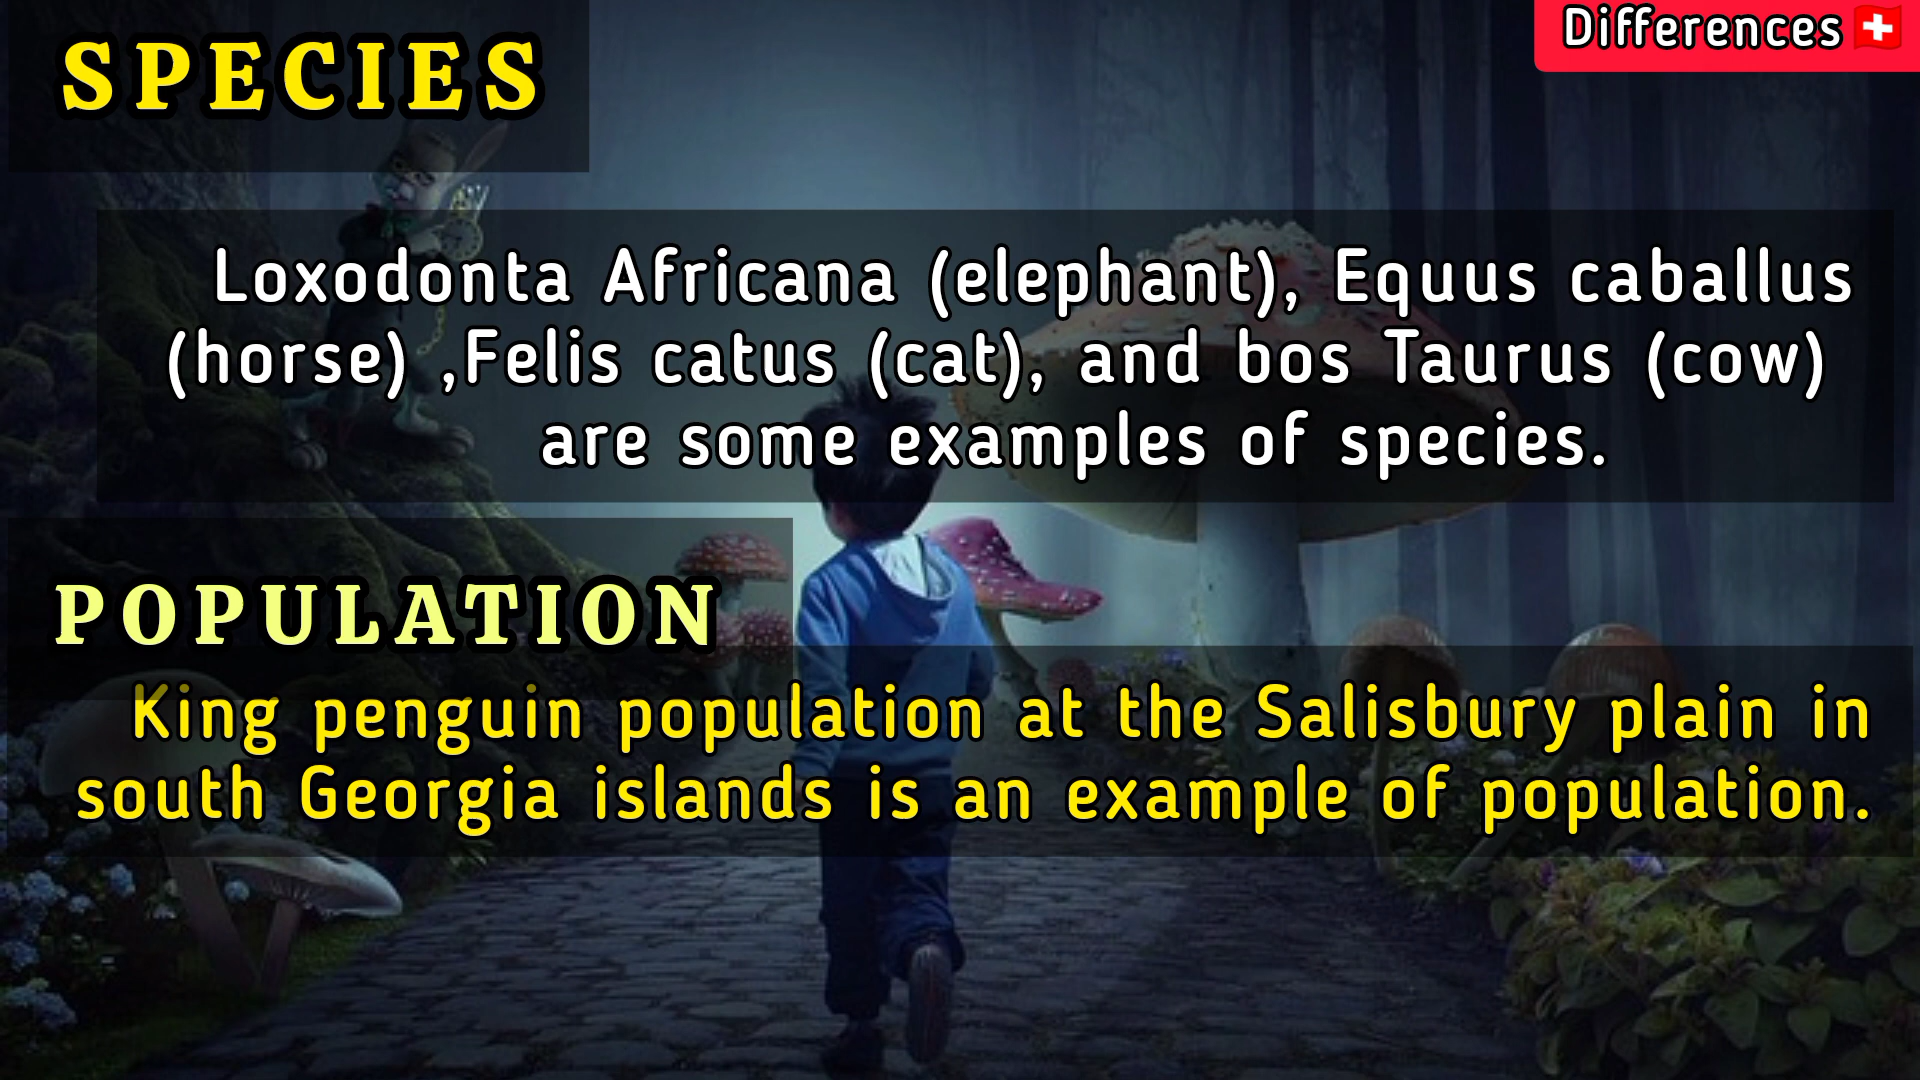 SPECIES
Differences
Loxodonta Africana (elephant), Equus caballus
(horse) ,Felis catus (cat), and bos Taurus (cow)
are some examples of species.
POPULATION
King penguin population at the Salisbury plain in
south Georgia islands is an example of population.